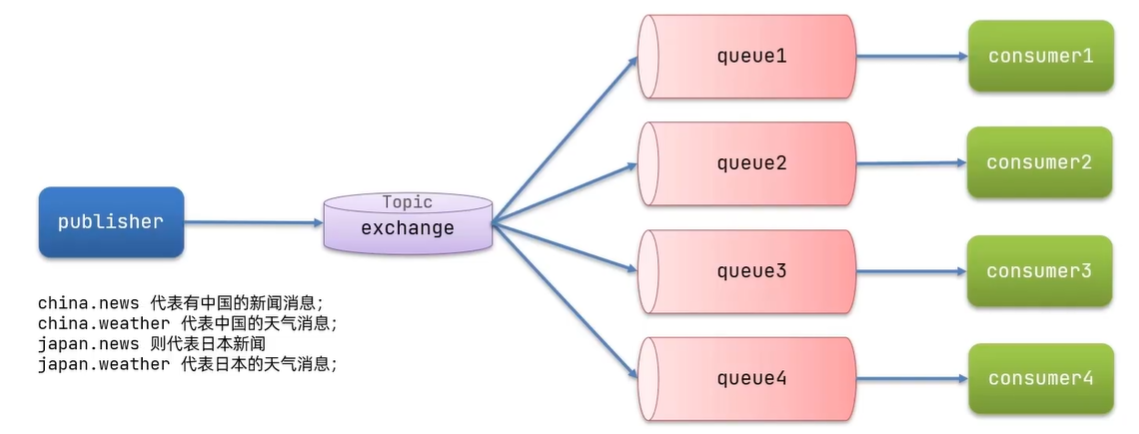 queue1
consumer1
queue2
consumer2
Topic
publisher
exchange
queue3
consumer3
china.news 代表有中国的新闻消息；
china.weather 代表中国的天气消息；
japan.news 则代表日本新闻
japan.weather 代表日本的天气消息；
queue4
consumer4